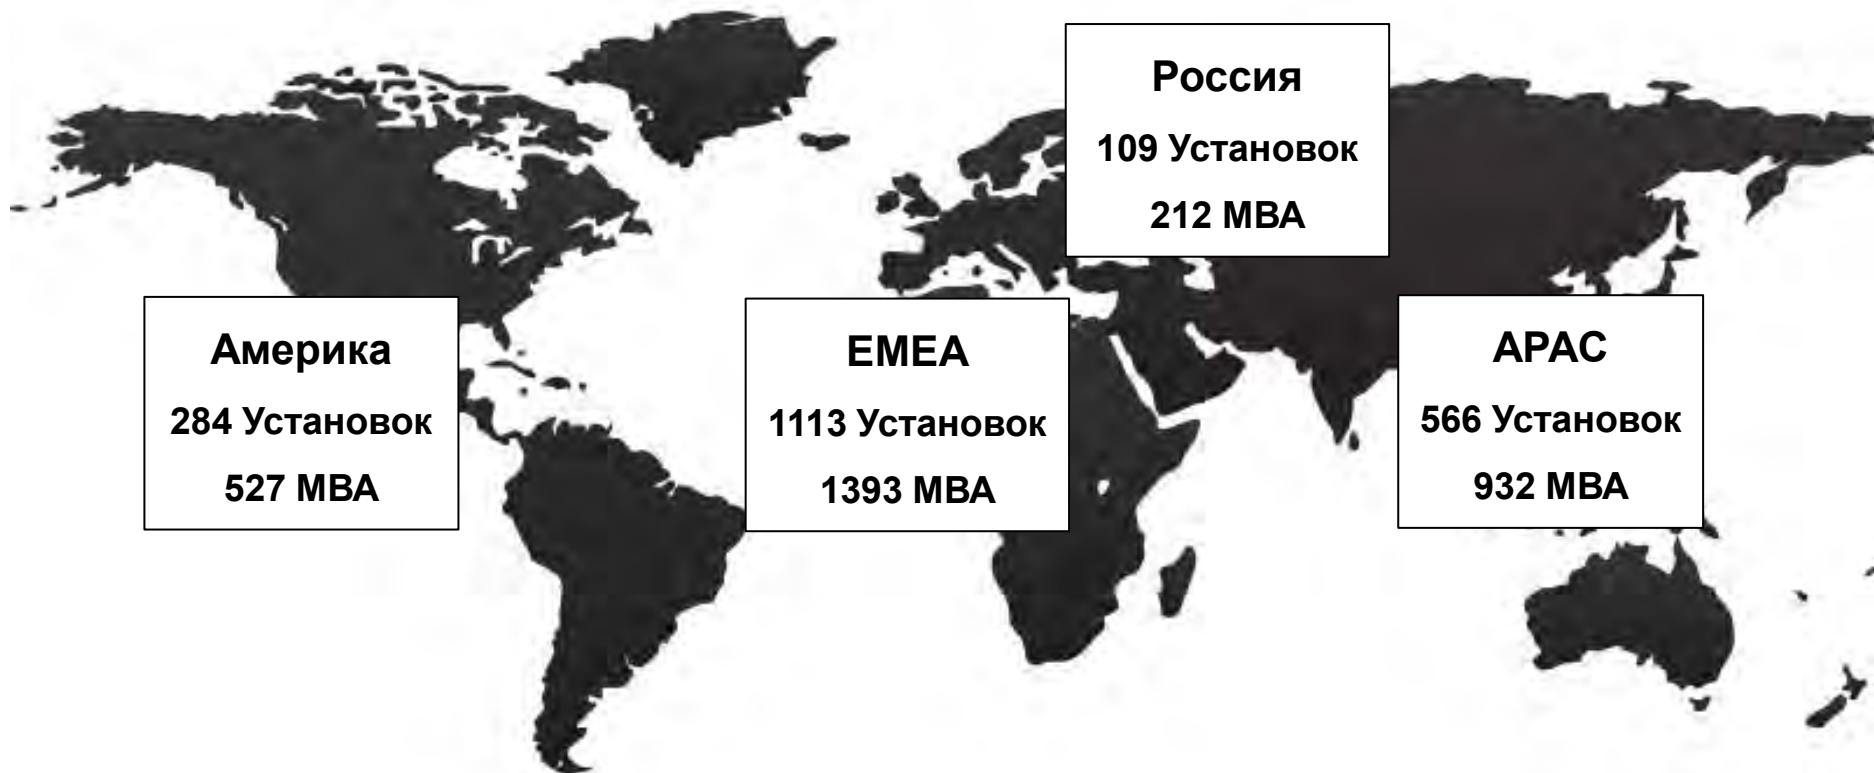 Россия
109 Установок
212 МВА
Америка
284 Установок
527 МВА
EMEA
1113 Установок
1393 МВА
APAC
566 Установок
932 МВА